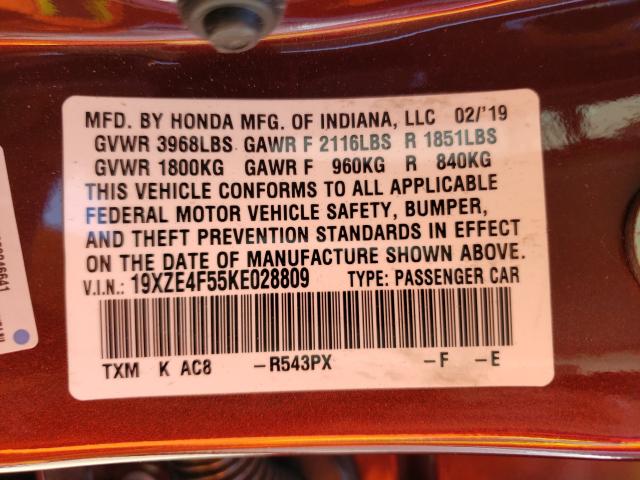 MFD. BY HONDA MFG. OF INDIANA, LLC 02/'19
GVWR 3968LBS GAWR F 2116LBS R 1851LBS
GVWR 1800KG GAWR F 960KG R 840KG
THIS VEHICLE CONFORMS TO ALL APPLICABLE
FEDERAL MOTOR VEHICLE SAFETY, BUMPER,
AND THEFT PREVENTION STANDARDS IN EFFECT
ON THE DATE OF MANUFACTURE SHOWN ABOVE.
V.I.N.: 19XZE4F55KE028809 TYPE: PASSENGER CAR
TXM K AC8 –R543PX –F –E